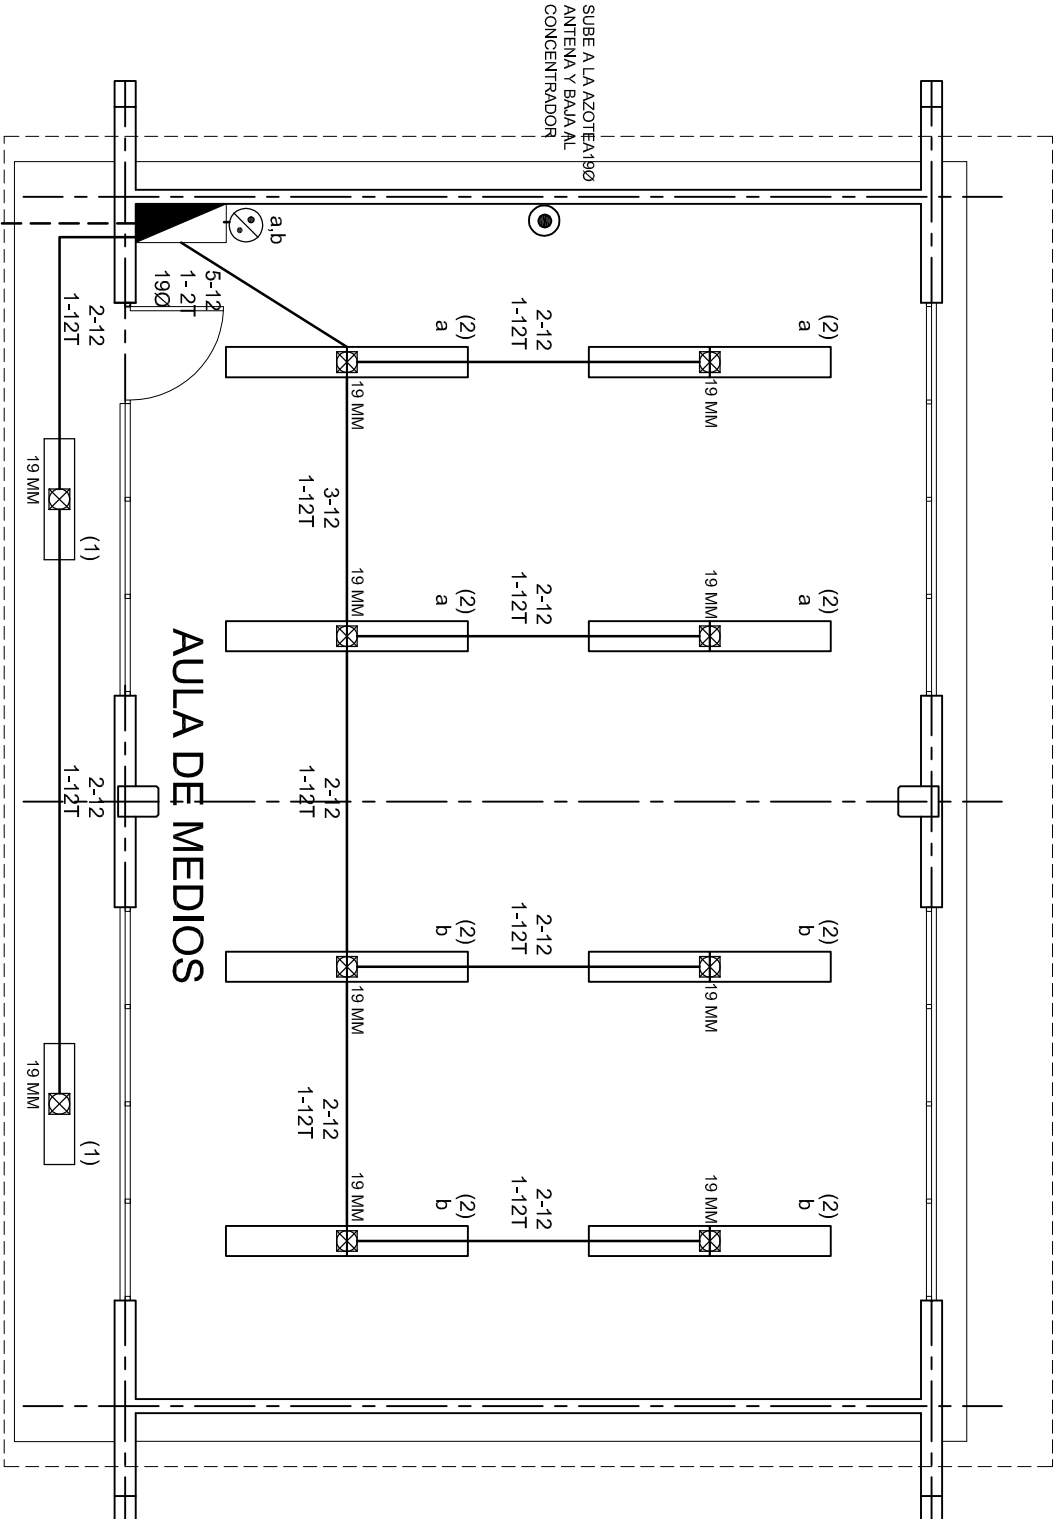 (2)
a
(2)
a
(2)
b
(2)
b
19 MM
19 MM
19 MM
19 MM
SUBE A LA AZOTEA19Ø
ANTENA Y BAJA AL
CONCENTRADOR
2-12
1-12T
2-12
1-12T
2-12
1-12T
2-12
1-12T
(2)
a
(2)
a
(2)
b
(2)
b
19 MM
19 MM
19 MM
19 MM
3-12
1-12T
2-12
1-12T
2-12
1-12T
a,b
5-12
1- 2T
19Ø
AULA DE MEDIOS
2-12
1-12T
(1)
19 MM
2-12
1-12T
(1)
19 MM